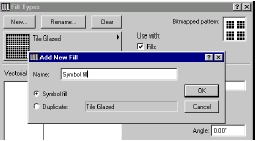 Fill Types
New... Rename... Clear Bitmapped pattern:
Tile Glazed
Use with:
Fills
Add New Fill
Vectorial
Name: Symbol fill
Symbol fill
Duplicate: Tile Glazed
OK
Cancel
Angle: 0.00°